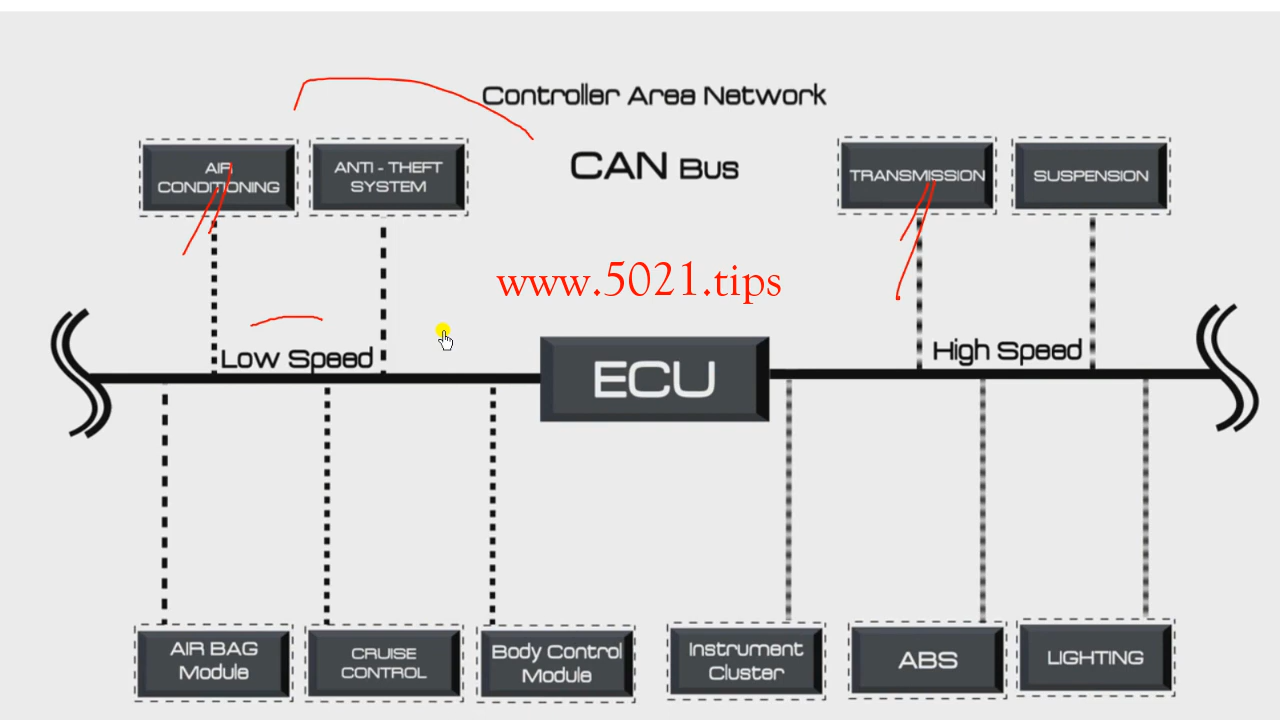 Controller Area Network
CAN Bus
AIR
CONDITIONING
ANTI - THEFT
SYSTEM
TRANSMISSION
SUSPENSION
www.5021.tips
Low Speed
High Speed
ECU
AIR BAG
Module
CRUISE
CONTROL
Body Control
Module
Instrument
Cluster
ABS
LIGHTING